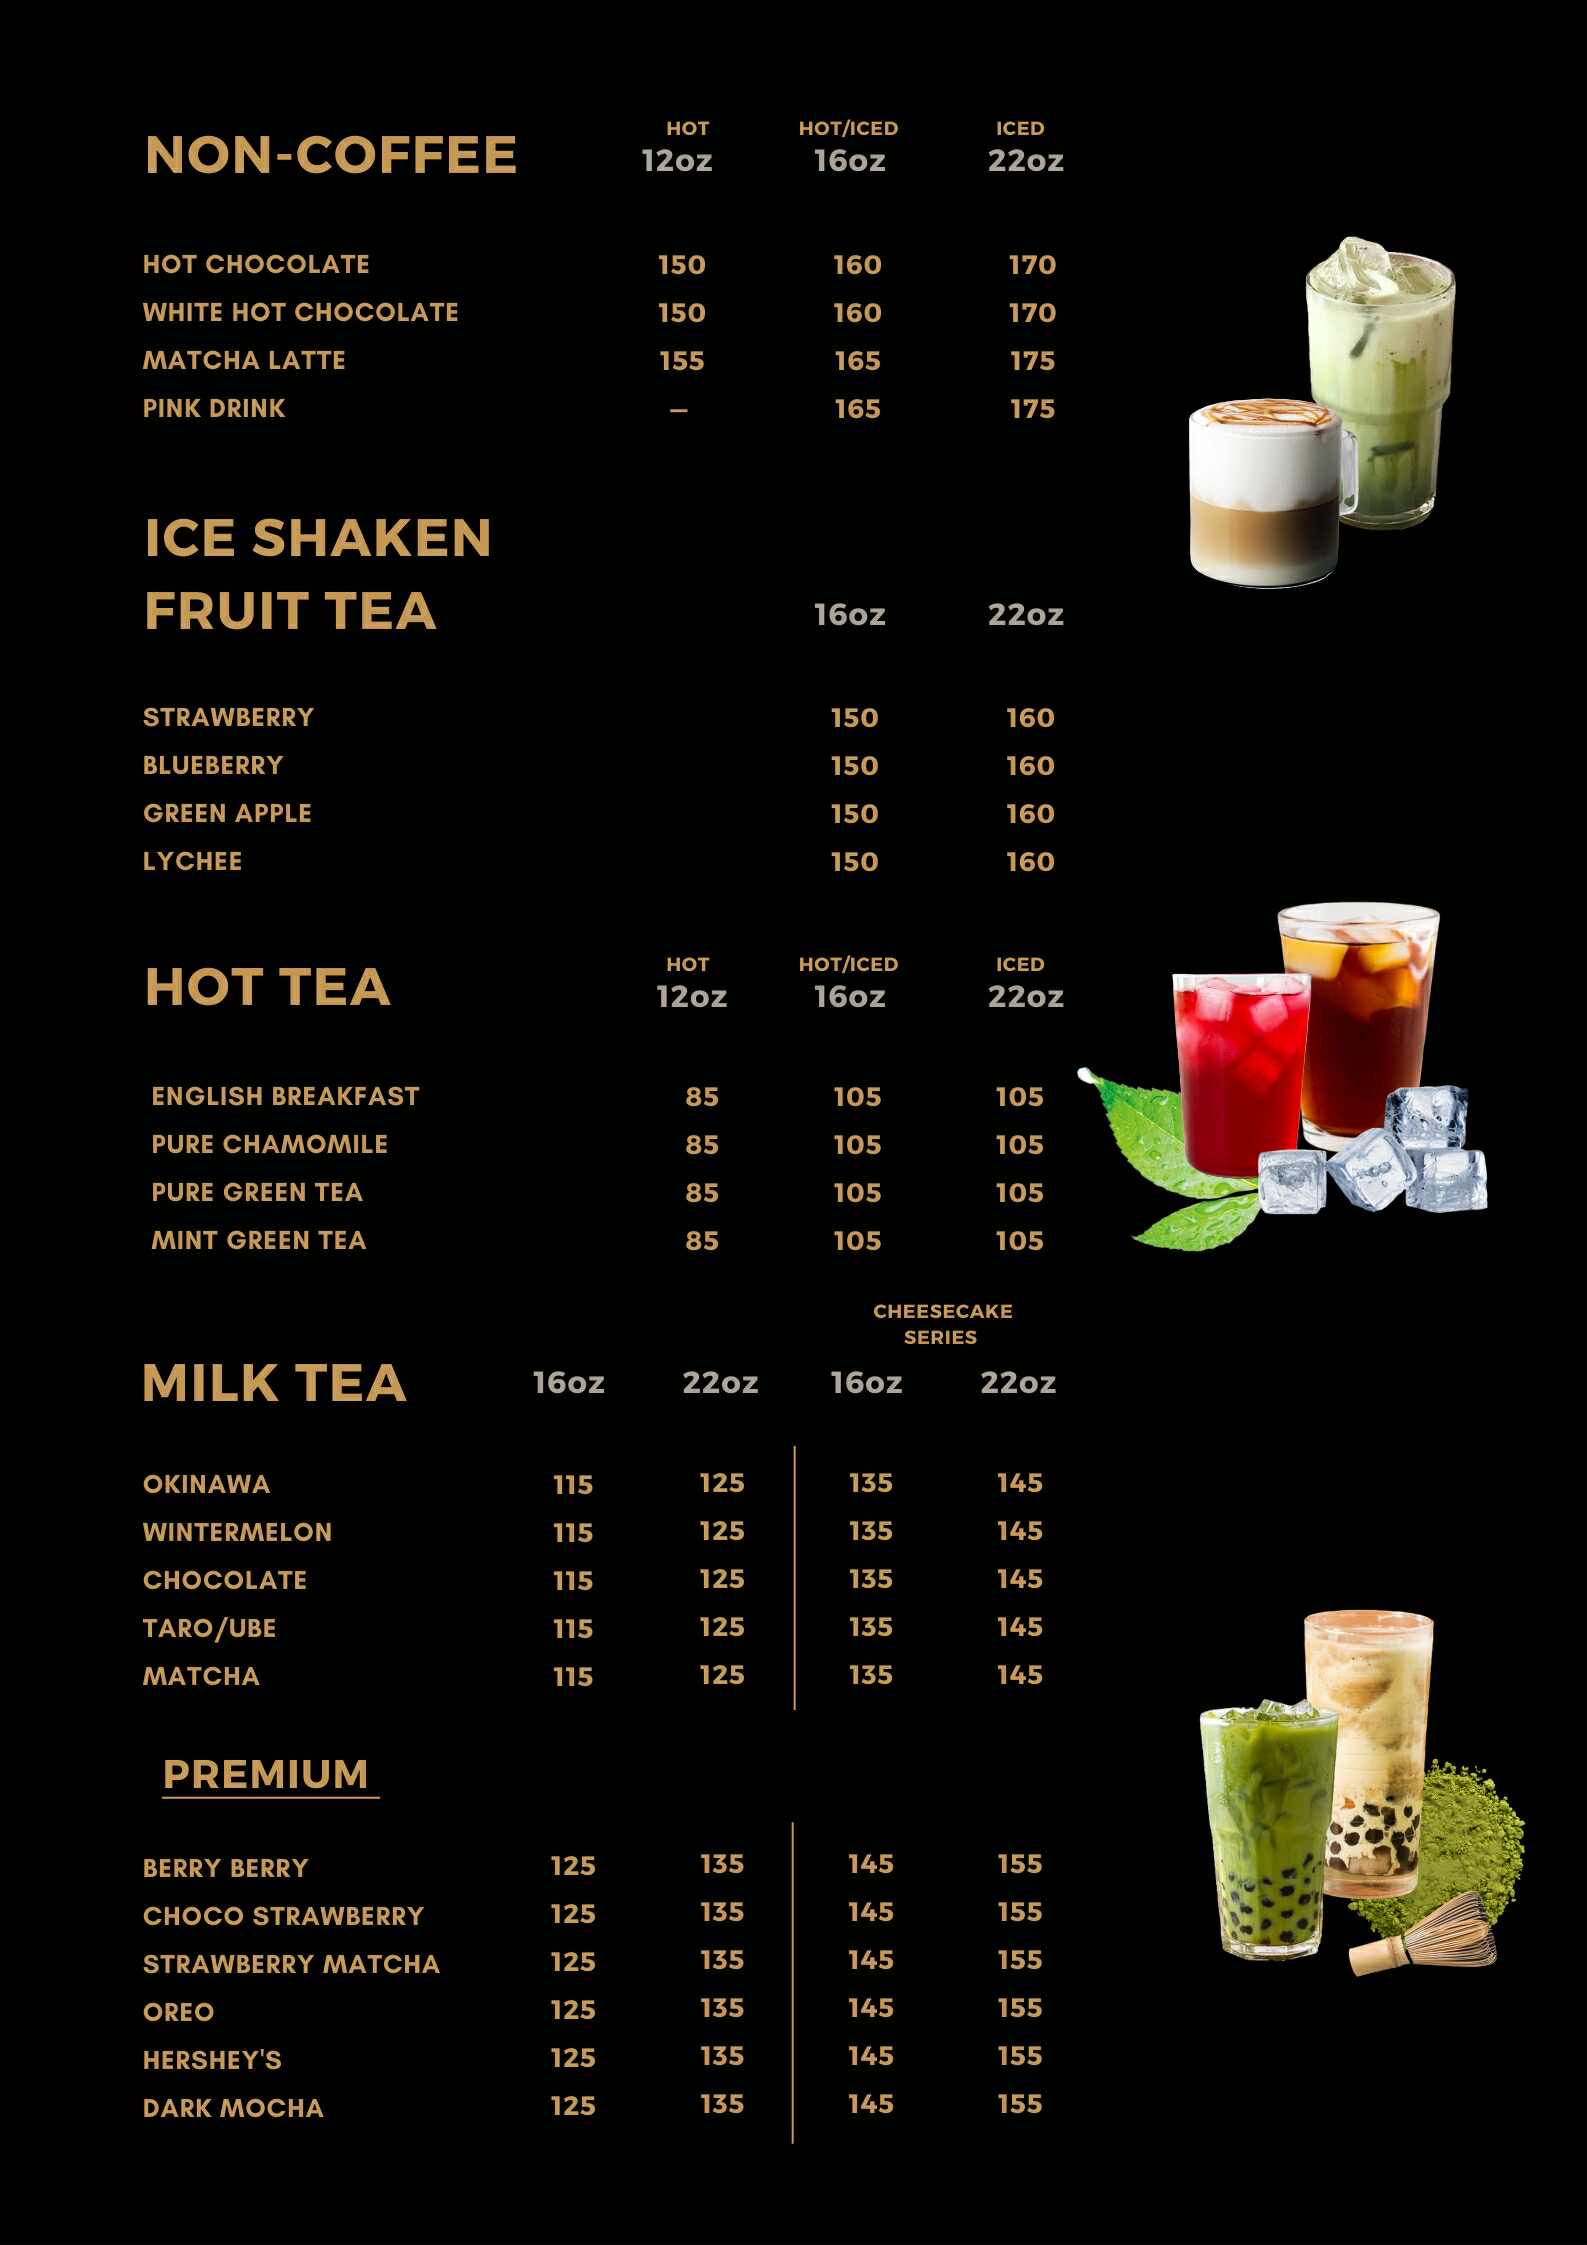 HOT HOT/ICED ICED
NON-COFFEE 12oz 16oz 22oz
HOT CHOCOLATE 150 160 170
WHITE HOT CHOCOLATE 150 160 170
MATCHA LATTE 155 165 175
PINK DRINK – 165 175
ICE SHAKEN
FRUIT TEA 16oz 22oz
STRAWBERRY 150 160
BLUEBERRY 150 160
GREEN APPLE 150 160
LYCHEE 150 160
HOT HOT/ICED ICED
HOT TEA 12oz 16oz 22oz
ENGLISH BREAKFAST 85 105 105
PURE CHAMOMILE 85 105 105
PURE GREEN TEA 85 105 105
MINT GREEN TEA 85 105 105
CHEESECAKE
SERIES
MILK TEA 16oz 22oz 16oz 22oz
OKINAWA 115 125 135 145
WINTERMELON 115 125 135 145
CHOCOLATE 115 125 135 145
TARO/UBE 115 125 135 145
MATCHA 115 125 135 145
PREMIUM
BERRY BERRY 125 135 145 155
CHOCO STRAWBERRY 125 135 145 155
STRAWBERRY MATCHA 125 135 145 155
OREO 125 135 145 155
HERSHEY'S 125 135 145 155
DARK MOCHA 125 135 145 155